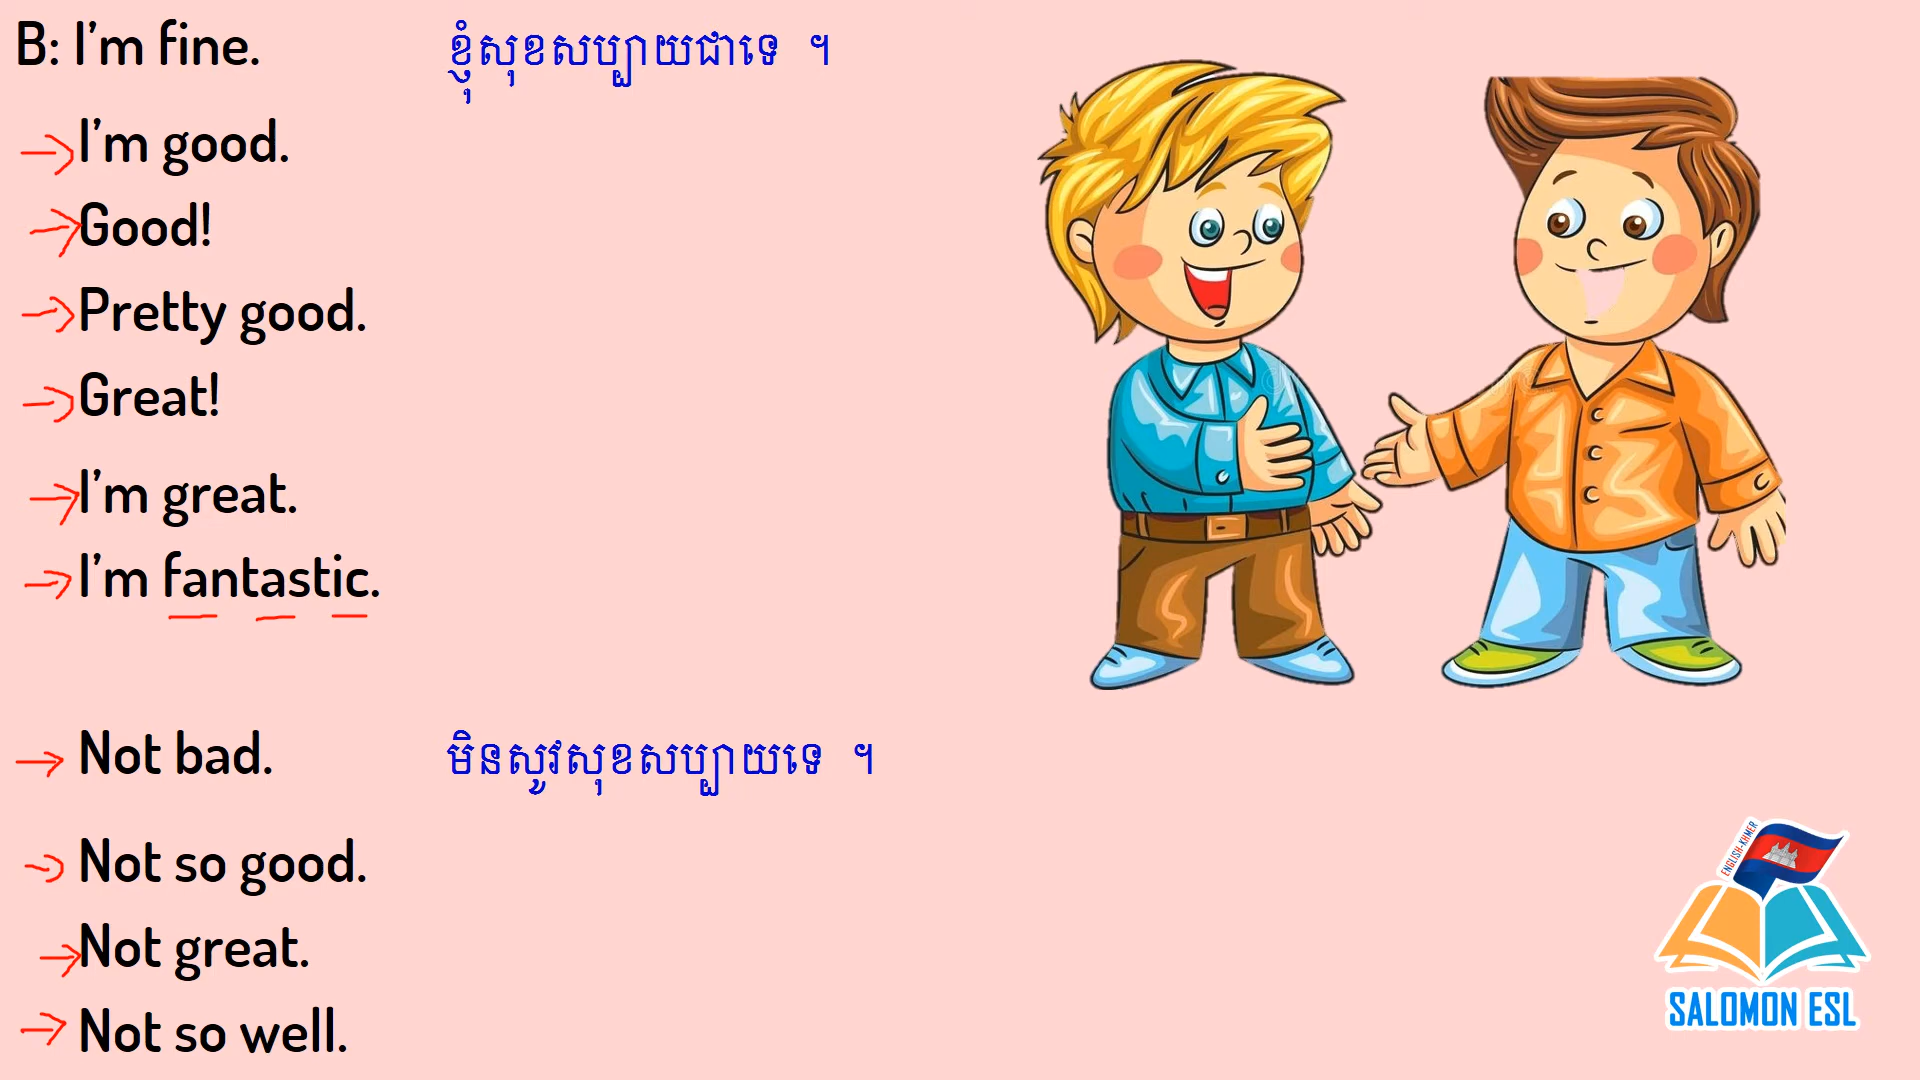 B: I'm fine. ខ្ញុំសុខសប្បាយជាទេ ។
I'm good.
Good!
Pretty good.
Great!
I'm great.
I'm fantastic.
Not bad. មិនសូវសុខសប្បាយទេ ។
Not so good.
Not great.
Not so well.
ENGLISH-KHMER
SALOMON ESL